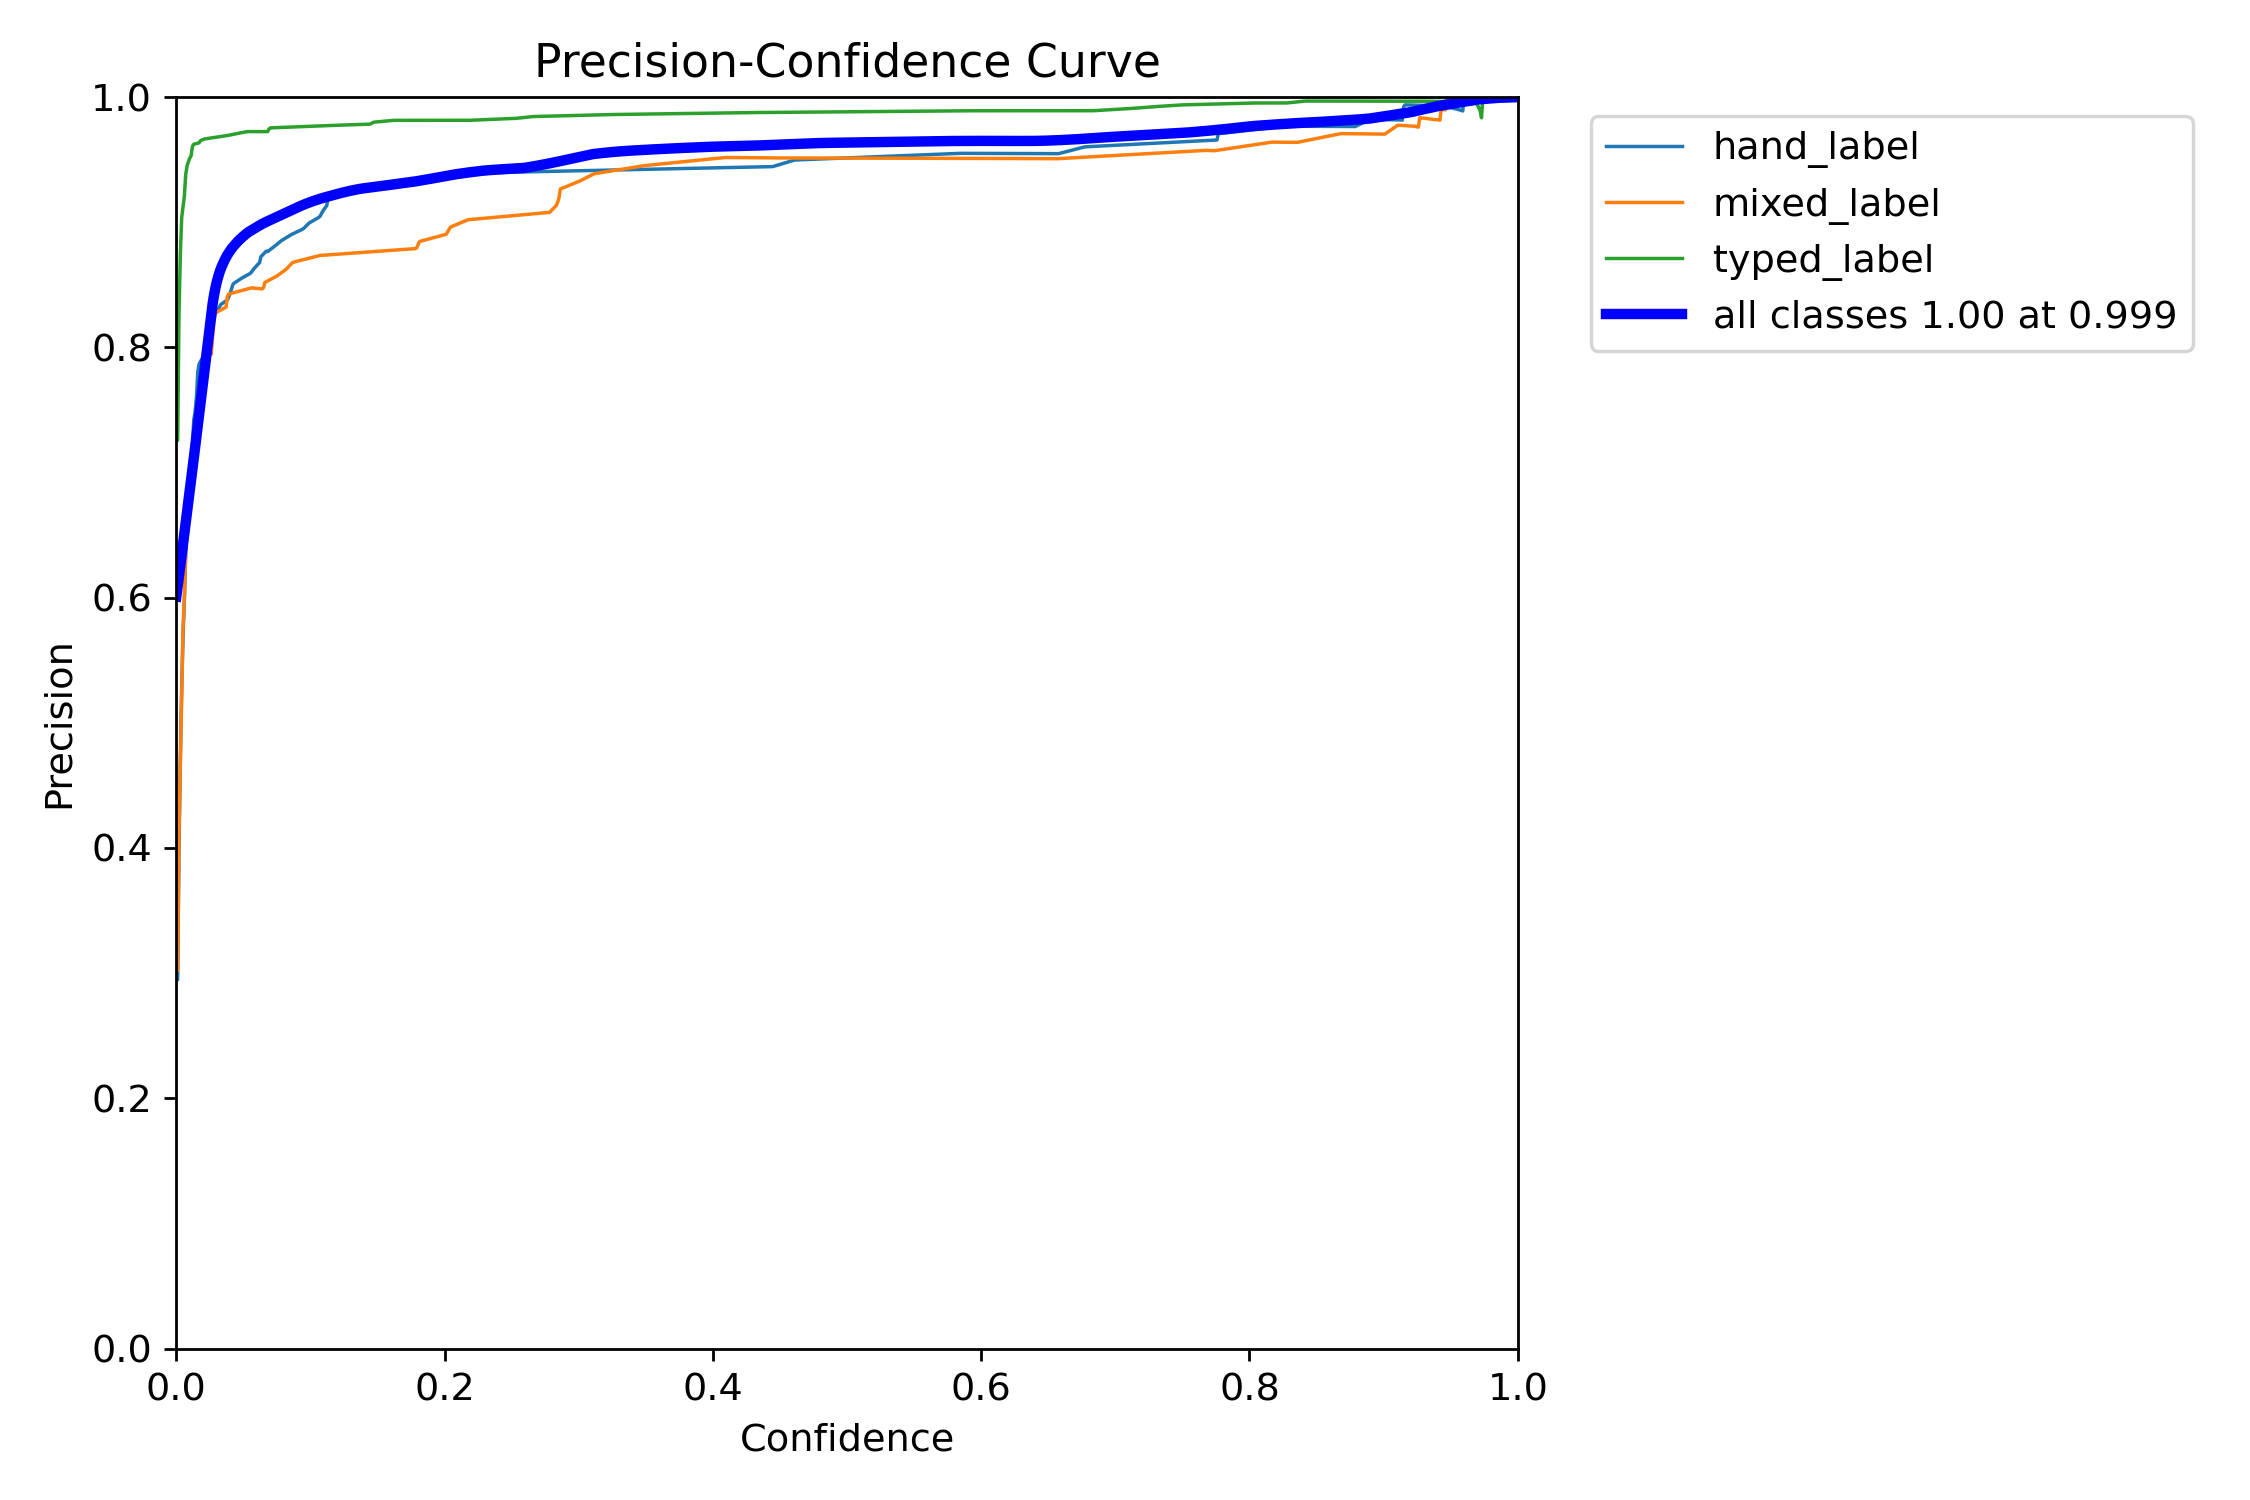 Precision-Confidence Curve
1.0
0.8
0.6
0.4
0.2
0.0
Precision
0.0 0.2 0.4 0.6 0.8 1.0
Confidence
hand_label
mixed_label
typed_label
all classes 1.00 at 0.999